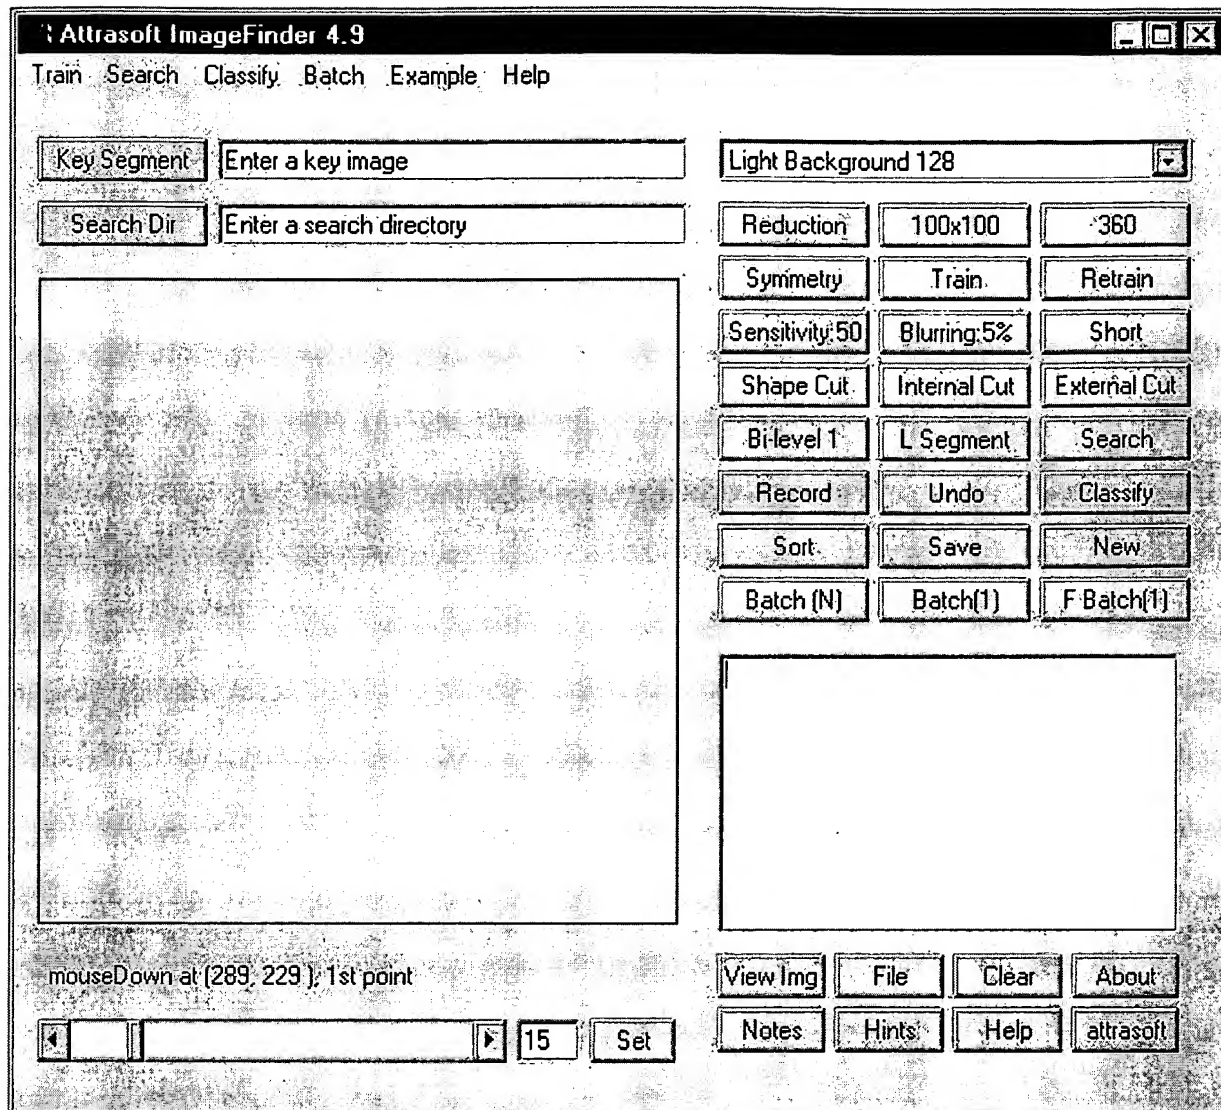 Attrasoft ImageFinder 4.9
Train Search Classify Batch Example Help
Key Segment Enter a key image
Light Background 128
Search Dir Enter a search directory
Reduction 100x100 360
Symmetry Train Retrain
Sensitivity:50 Blurring:5% Short
Shape Cut Internal Cut External Cut
Bi-level 1 L Segment Search
Record Undo Classify
Sort Save New
Batch (N) Batch(1) F Batch(1)
mouseDown at (289, 229 ), 1st point
15 Set
View Img File Clear About
Notes Hints Help attrasoft